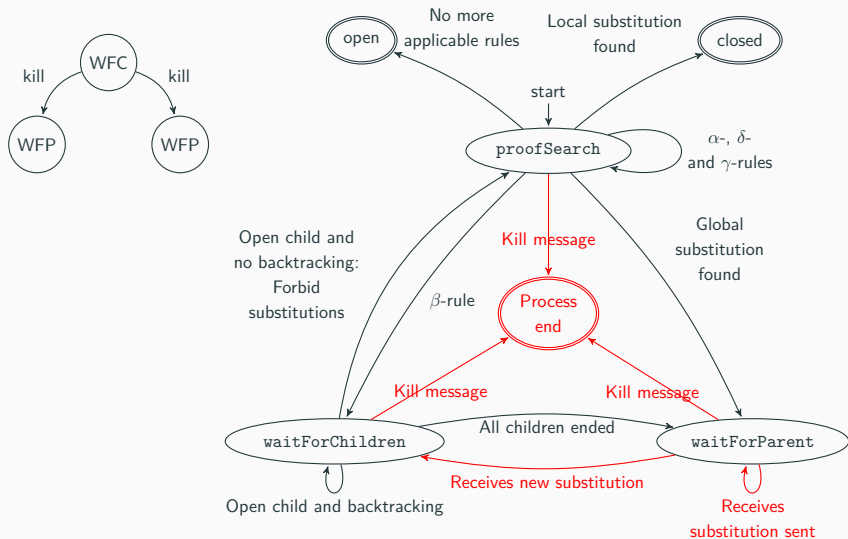 WFC
kill
kill
WFP
WFP
open
No more
applicable rules
Local substitution
found
closed
start
proofSearch
α-, δ-
and γ-rules
Open child and
no backtracking:
Forbid
substitutions
β-rule
Kill message
Global
substitution
found
Process
end
Kill message
Kill message
waitForChildren
All children ended
waitForParent
Receives new substitution
Open child and backtracking
Receives
substitution sent